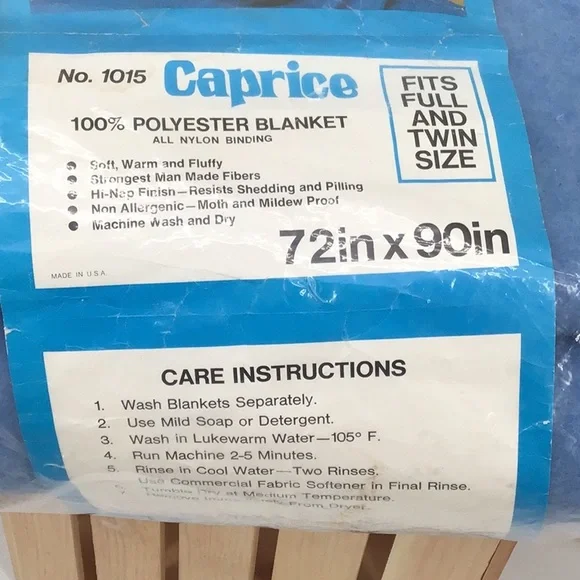 No. 1015 Caprice
FITS
FULL
AND
TWIN
SIZE
100% POLYESTER BLANKET
ALL NYLON BINDING
• Soft, Warm and Fluffy
• Strongest Man Made Fibers
• Hi-Nap Finish—Resists Shedding and Pilling
• Non Allergenic—Moth and Mildew Proof
• Machine Wash and Dry
72in x 90in
MADE IN U.S.A.
CARE INSTRUCTIONS
1. Wash Blankets Separately.
2. Use Mild Soap or Detergent.
3. Wash in Lukewarm Water—105° F.
4. Run Machine 2-5 Minutes.
5. Rinse in Cool Water—Two Rinses.
Use Commercial Fabric Softener in Final Rinse.
Tumble Dry at Medium Temperature.
Remove From Dryer.